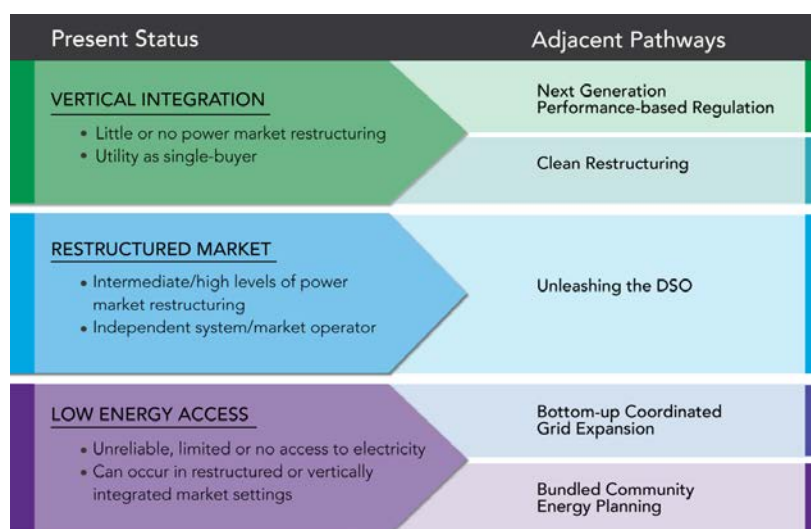 Present Status
Adjacent Pathways
VERTICAL INTEGRATION
• Little or no power market restructuring
• Utility as single-buyer
Next Generation
Performance-based Regulation
Clean Restructuring
RESTRUCTURED MARKET
• Intermediate/high levels of power
market restructuring
• Independent system/market operator
Unleashing the DSO
LOW ENERGY ACCESS
• Unreliable, limited or no access to electricity
• Can occur in restructured or vertically
integrated market settings
Bottom-up Coordinated
Grid Expansion
Bundled Community
Energy Planning